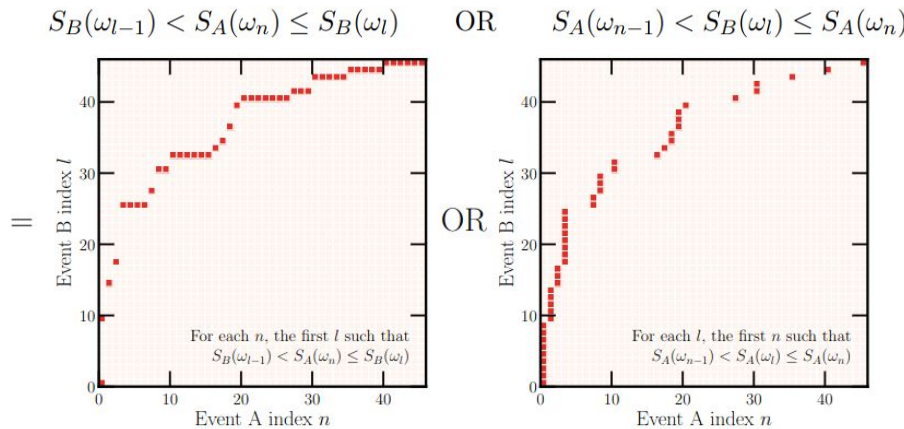 S_B(ω_{l−1}) < S_A(ω_n) ≤ S_B(ω_l) OR S_A(ω_{n−1}) < S_B(ω_l) ≤ S_A(ω_n)
=
Event B index l
40
30
20
10
0
For each n, the first l such that
S_B(ω_{l−1}) < S_A(ω_n) ≤ S_B(ω_l)
0 10 20 30 40
Event A index n
OR
Event B index l
40
30
20
10
0
For each l, the first n such that
S_A(ω_{n−1}) < S_A(ω_l) ≤ S_A(ω_n)
0 10 20 30 40
Event A index n